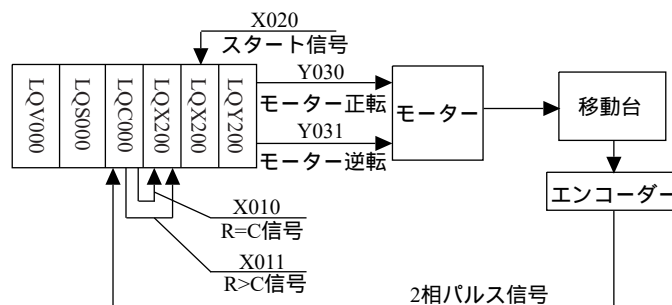 X020
スタート信号
LQV000
LQS000
LQC000
LQX200
LQX200
LQY200
Y030
モーター正転
Y031
モーター逆転
モーター
移動台
エンコーダー
X010
R=C信号
X011
R>C信号
2相パルス信号